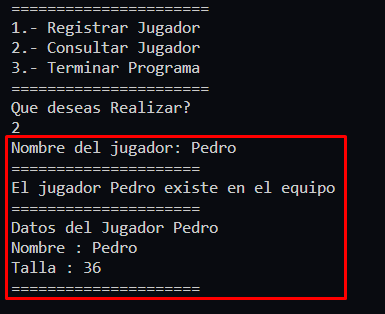 ======================
1.- Registrar Jugador
2.- Consultar Jugador
3.- Terminar Programa
======================
Que deseas Realizar?
2
Nombre del jugador: Pedro
=====================
El jugador Pedro existe en el equipo
=====================
Datos del Jugador Pedro
Nombre : Pedro
Talla : 36
=====================